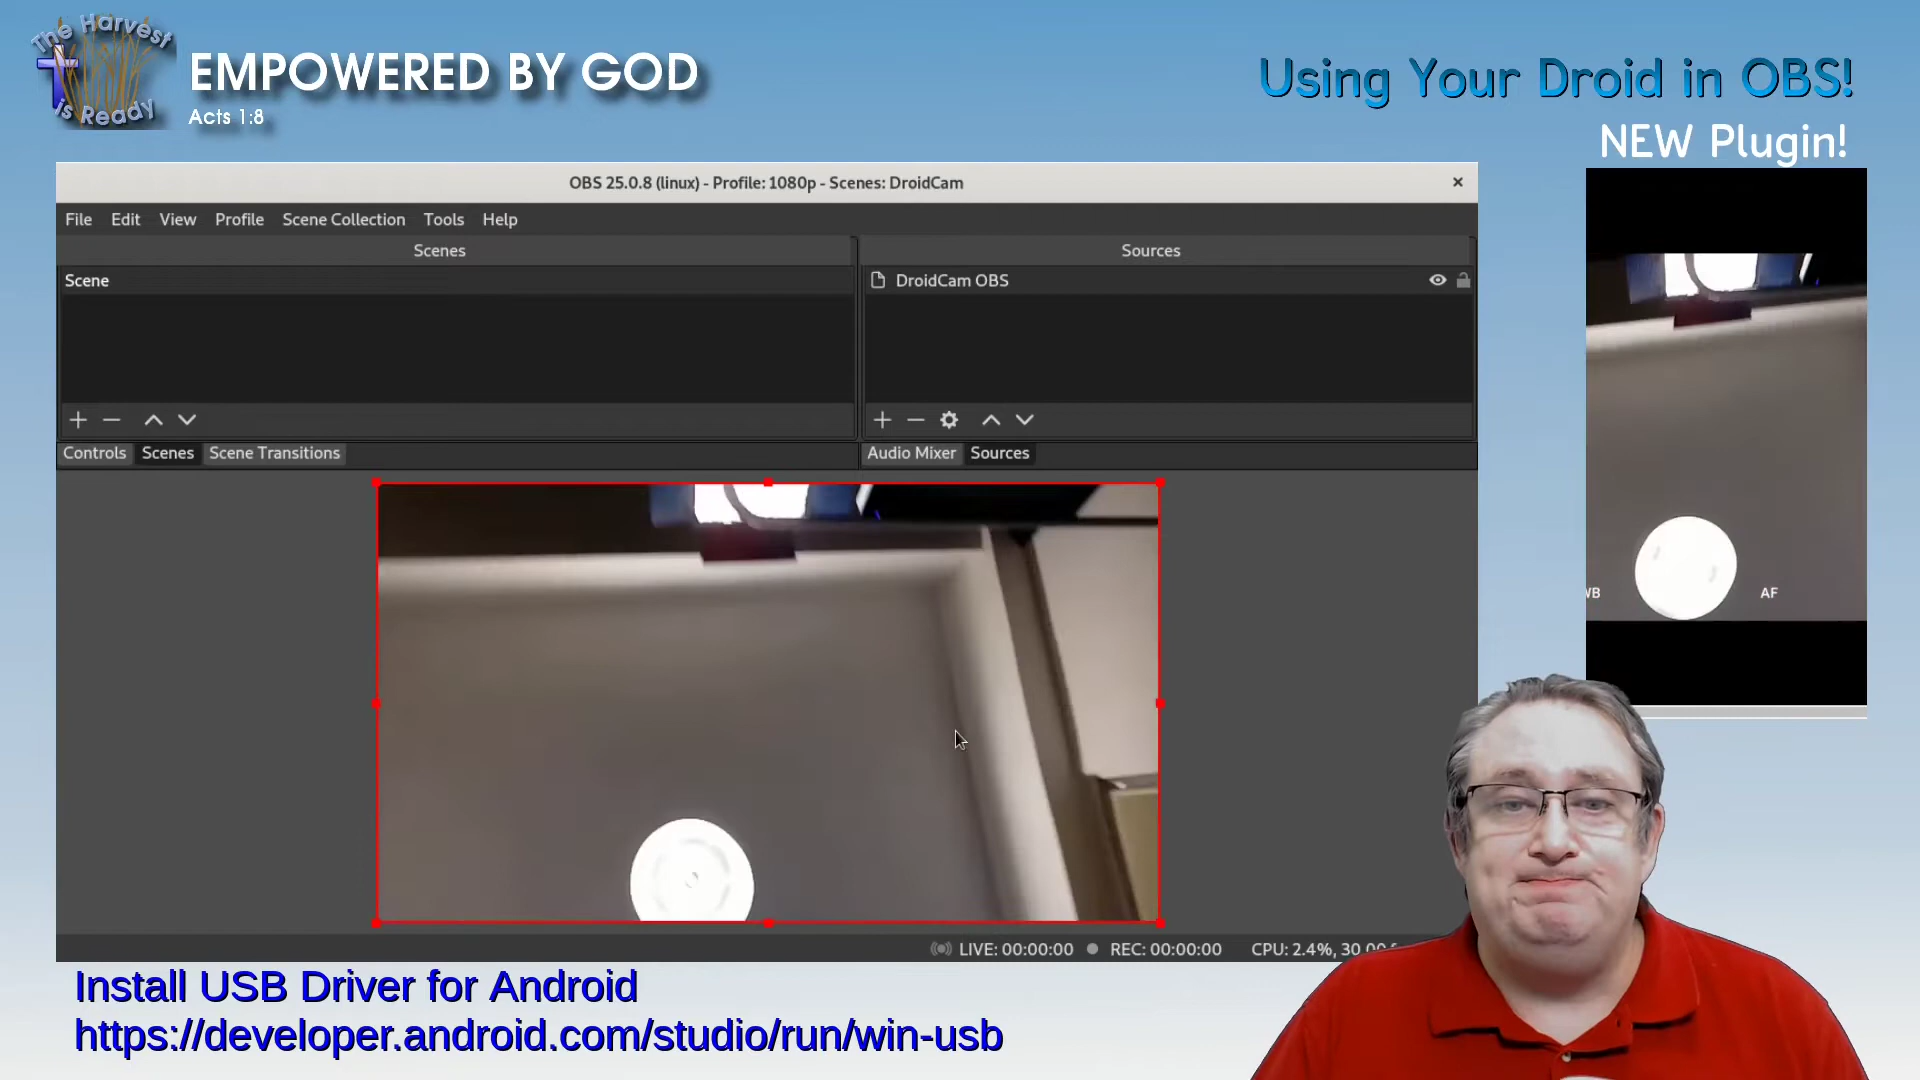 The Harvest
is Ready
EMPOWERED BY GOD
Acts 1:8
Using Your Droid in OBS!
NEW Plugin!
OBS 25.0.8 (linux) - Profile: 1080p - Scenes: DroidCam
File Edit View Profile Scene Collection Tools Help
Scenes
Sources
Scene
DroidCam OBS
Controls Scenes Scene Transitions
Audio Mixer Sources
WB AF
LIVE: 00:00:00 REC: 00:00:00 CPU: 2.4%, 30.00 f
Install USB Driver for Android
https://developer.android.com/studio/run/win-usb